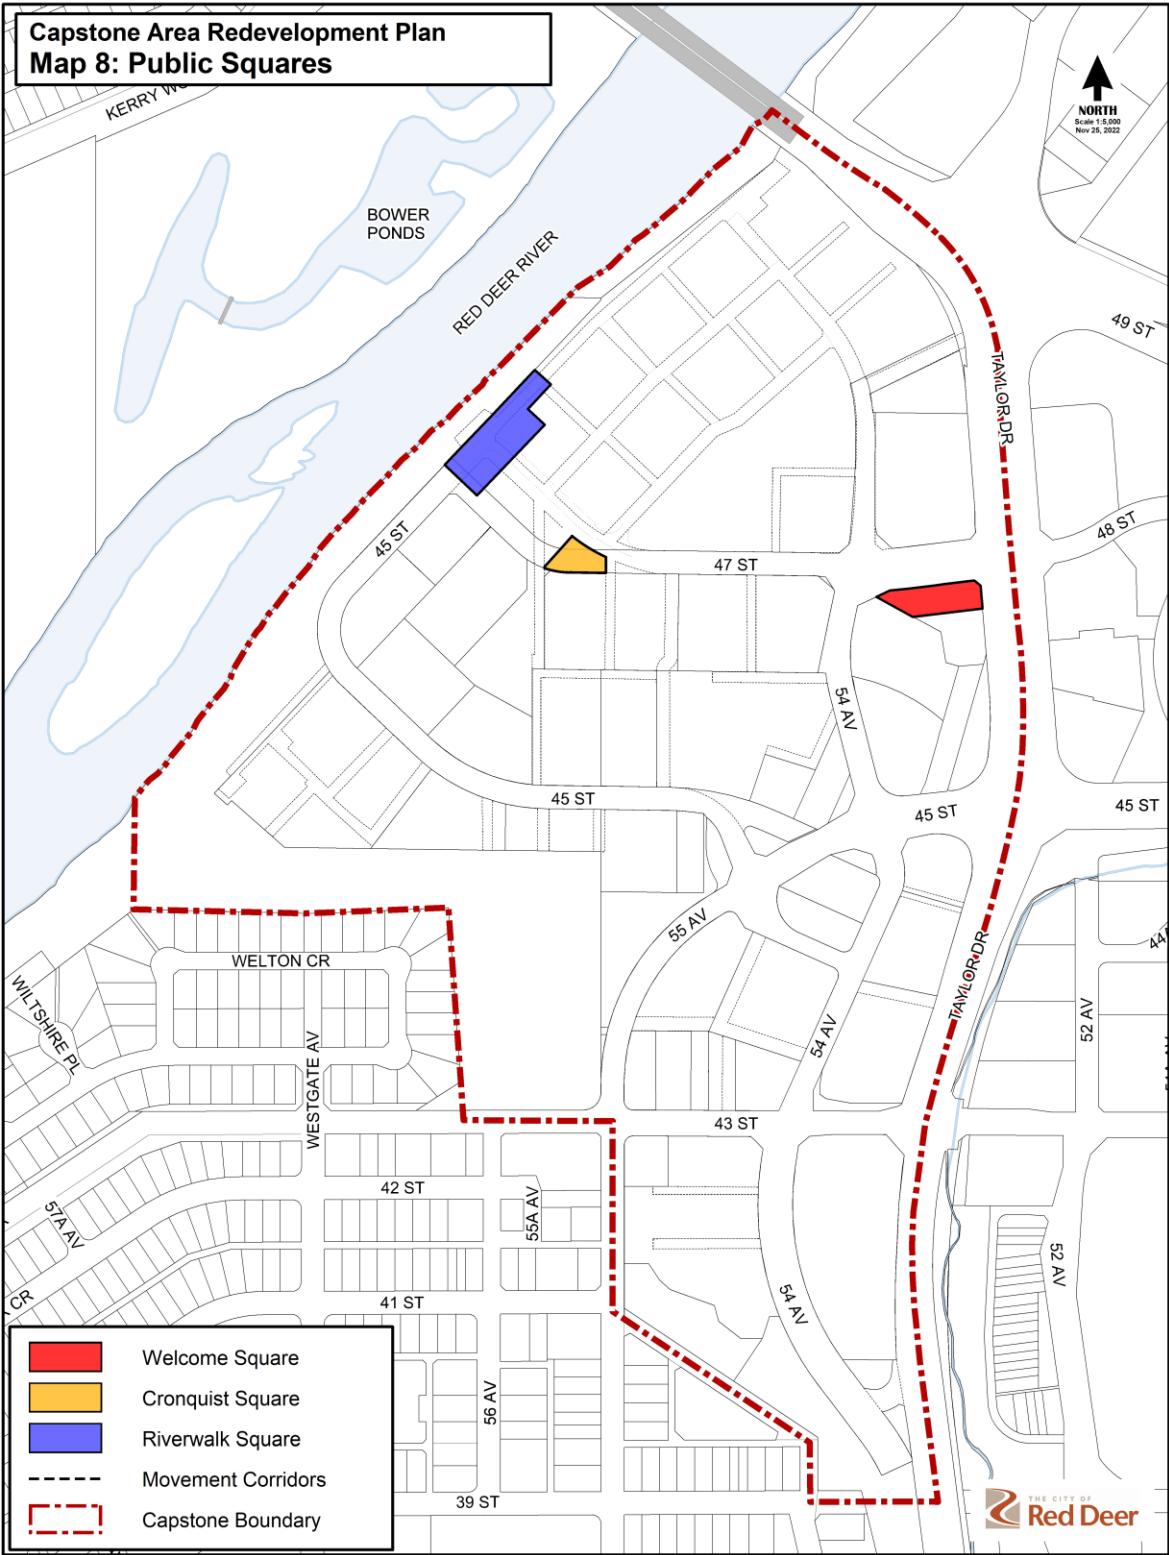 Capstone Area Redevelopment Plan
Map 8: Public Squares
KERRY
NORTH
Scale 1:5,000
Nov 25, 2022
BOWER
PONDS
RED DEER RIVER
49 ST
TAYLOR DR
48 ST
45 ST
47 ST
54 AV
45 ST
45 ST
45 ST
55 AV
44
WELTON CR
TAYLOR DR
WILTSHIRE PL
52 AV
54 AV
WESTGATE AV
43 ST
42 ST
57A AV
55A AV
52 AV
CR
41 ST
54 AV
56 AV
39 ST
Welcome Square
Cronquist Square
Riverwalk Square
Movement Corridors
Capstone Boundary
THE CITY OF
Red Deer